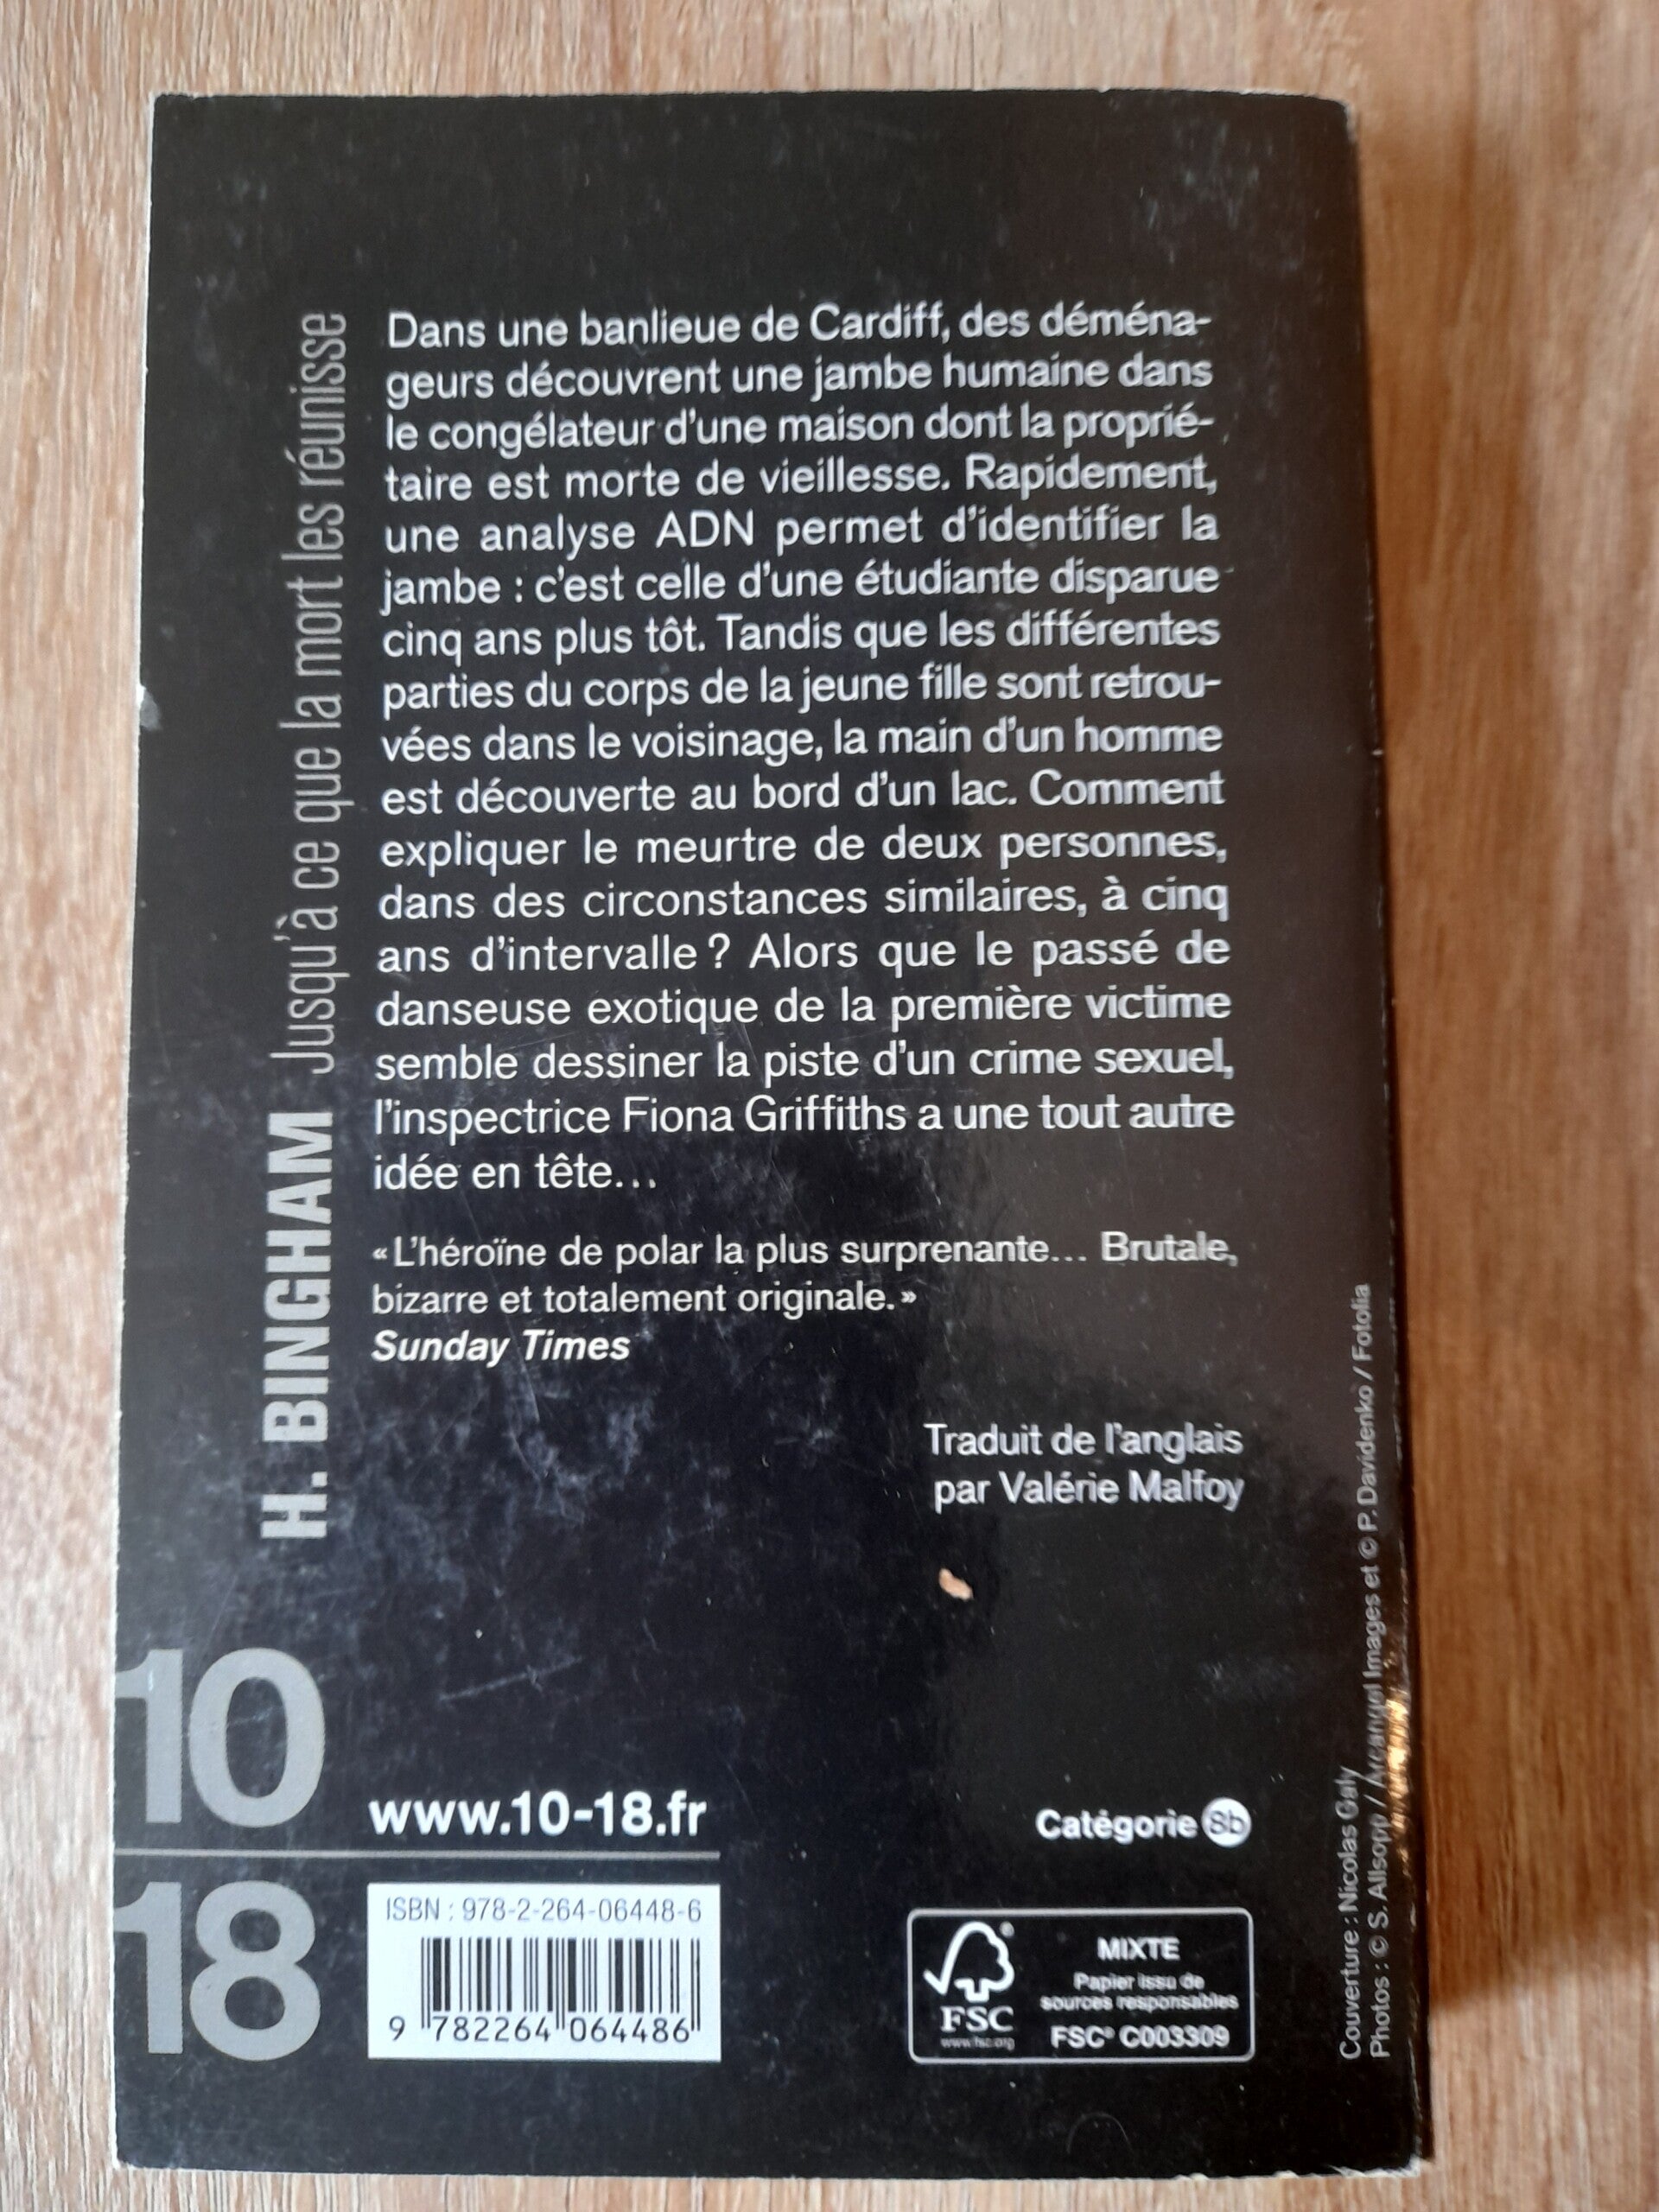 H. BINGHAM Jusqu'à ce que la mort les réunisse
Dans une banlieue de Cardiff, des déména-
geurs découvrent une jambe humaine dans
le congélateur d'une maison dont la proprié-
taire est morte de vieillesse. Rapidement,
une analyse ADN permet d'identifier la
jambe : c'est celle d'une étudiante disparue
cinq ans plus tôt. Tandis que les différentes
parties du corps de la jeune fille sont retrou-
vées dans le voisinage, la main d'un homme
est découverte au bord d'un lac. Comment
expliquer le meurtre de deux personnes,
dans des circonstances similaires, à cinq
ans d'intervalle ? Alors que le passé de
danseuse exotique de la première victime
semble dessiner la piste d'un crime sexuel,
l'inspectrice Fiona Griffiths a une tout autre
idée en tête...
« L'héroïne de polar la plus surprenante... Brutale,
bizarre et totalement originale. »
Sunday Times
Traduit de l'anglais
par Valérie Malfoy
10
18
www.10-18.fr
Catégorie 8b
ISBN : 978-2-264-06448-6
9 782264 064486
FSC®
www.fsc.org
MIXTE
Papier issu de
sources responsables
FSC® C003309
Couverture : Nicolas Galy
Photos : © S. Allsopp / Arcangel Images et © P. Davidenko / Fotolia